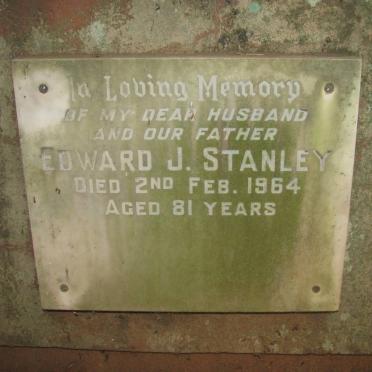 In Loving Memory
OF MY DEAR HUSBAND
AND OUR FATHER
EDWARD J. STANLEY
DIED 2ND FEB. 1964
AGED 81 YEARS